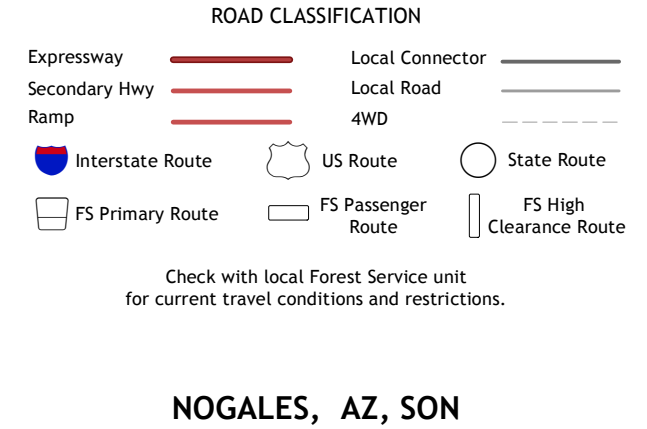 ROAD CLASSIFICATION
Expressway
Local Connector
Secondary Hwy
Local Road
Ramp
4WD
Interstate Route
US Route
State Route
FS Primary Route
FS Passenger
Route
FS High
Clearance Route
Check with local Forest Service unit
for current travel conditions and restrictions.
NOGALES, AZ, SON